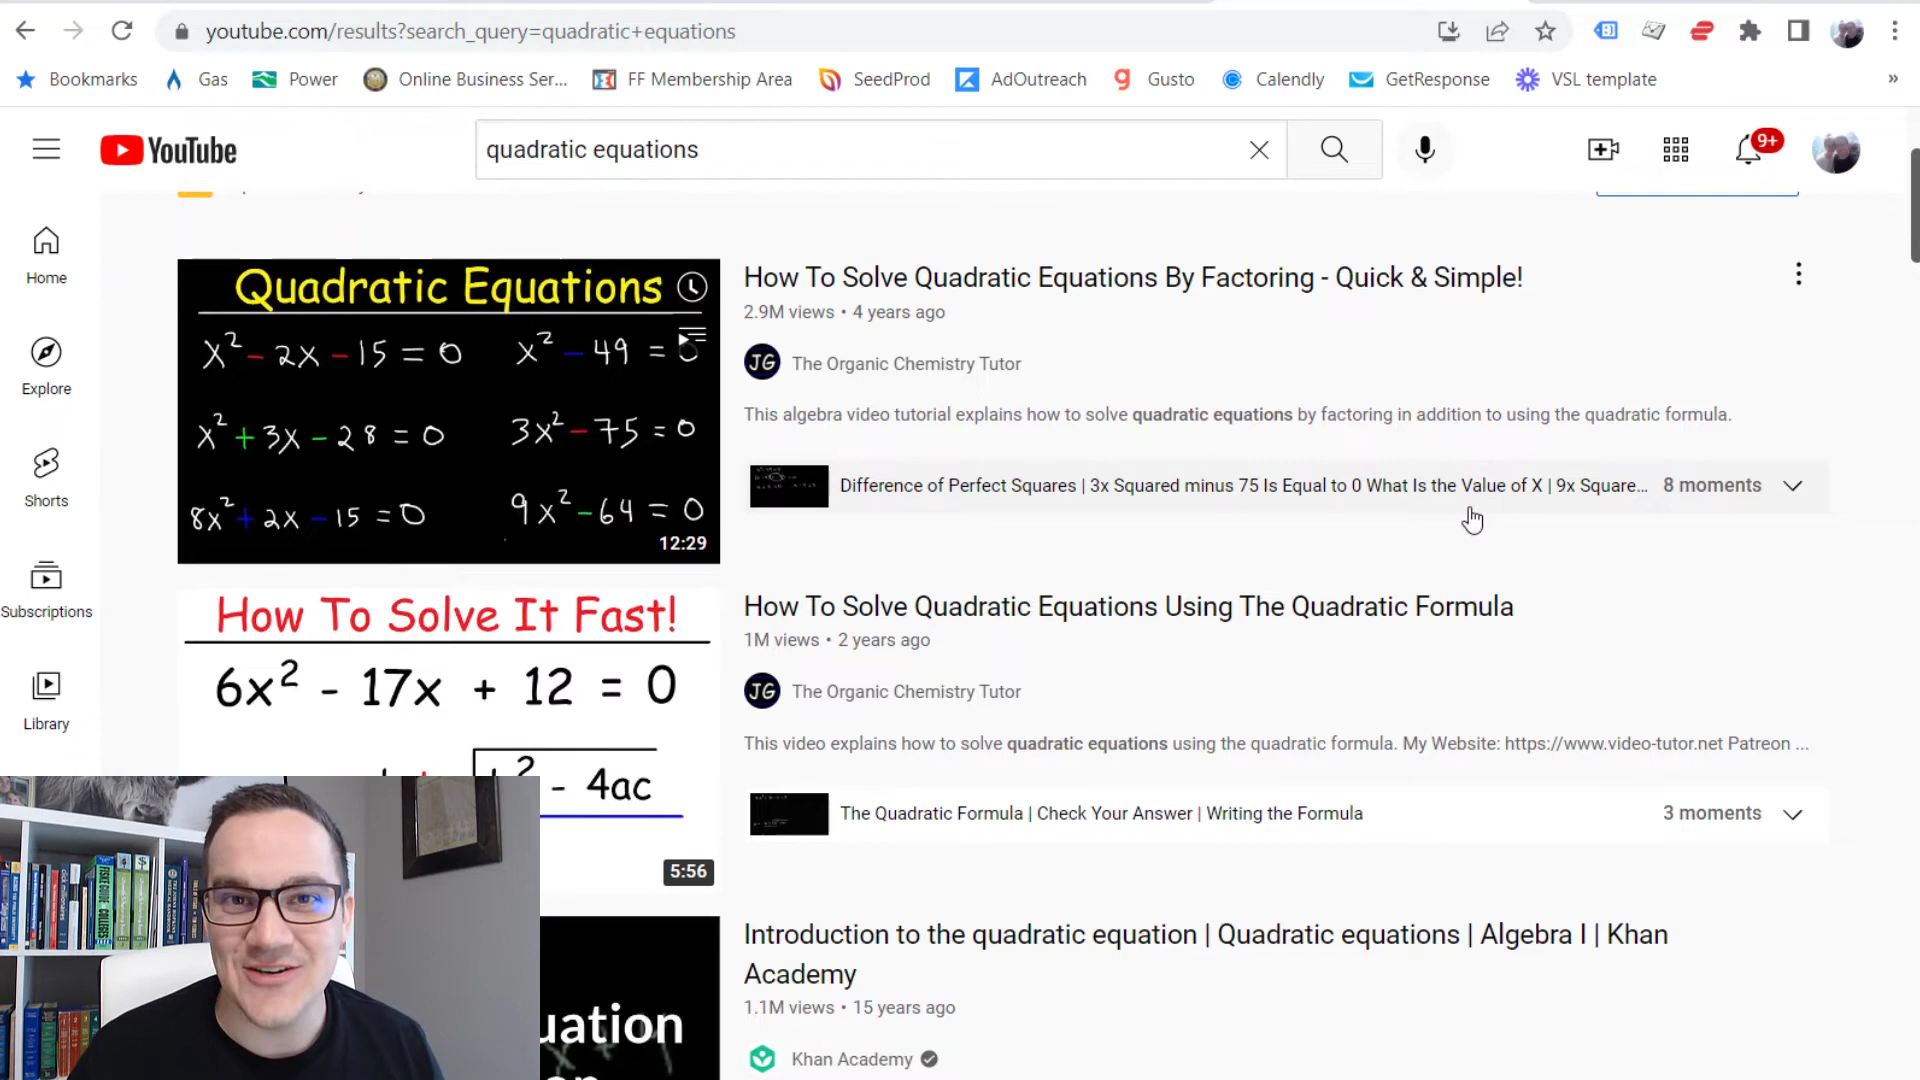 youtube.com/results?search_query=quadratic+equations
Bookmarks Gas Power Online Business Ser... FF Membership Area SeedProd AdOutreach Gusto Calendly GetResponse VSL template »
YouTube
quadratic equations
9+
Home
Explore
Shorts
Subscriptions
Library
Quadratic Equations
x² - 2x - 15 = 0 x² - 49 = 0
x² + 3x - 28 = 0 3x² - 75 = 0
8x² + 2x - 15 = 0 9x² - 64 = 0
12:29
How To Solve Quadratic Equations By Factoring - Quick & Simple!
2.9M views • 4 years ago
JG The Organic Chemistry Tutor
This algebra video tutorial explains how to solve quadratic equations by factoring in addition to using the quadratic formula.
Difference of Perfect Squares | 3x Squared minus 75 Is Equal to 0 What Is the Value of X | 9x Square... 8 moments
How To Solve It Fast!
6x² - 17x + 12 = 0
- 4ac
5:56
How To Solve Quadratic Equations Using The Quadratic Formula
1M views • 2 years ago
JG The Organic Chemistry Tutor
This video explains how to solve quadratic equations using the quadratic formula. My Website: https://www.video-tutor.net Patreon ...
The Quadratic Formula | Check Your Answer | Writing the Formula 3 moments
uation
Introduction to the quadratic equation | Quadratic equations | Algebra I | Khan
Academy
1.1M views • 15 years ago
Khan Academy